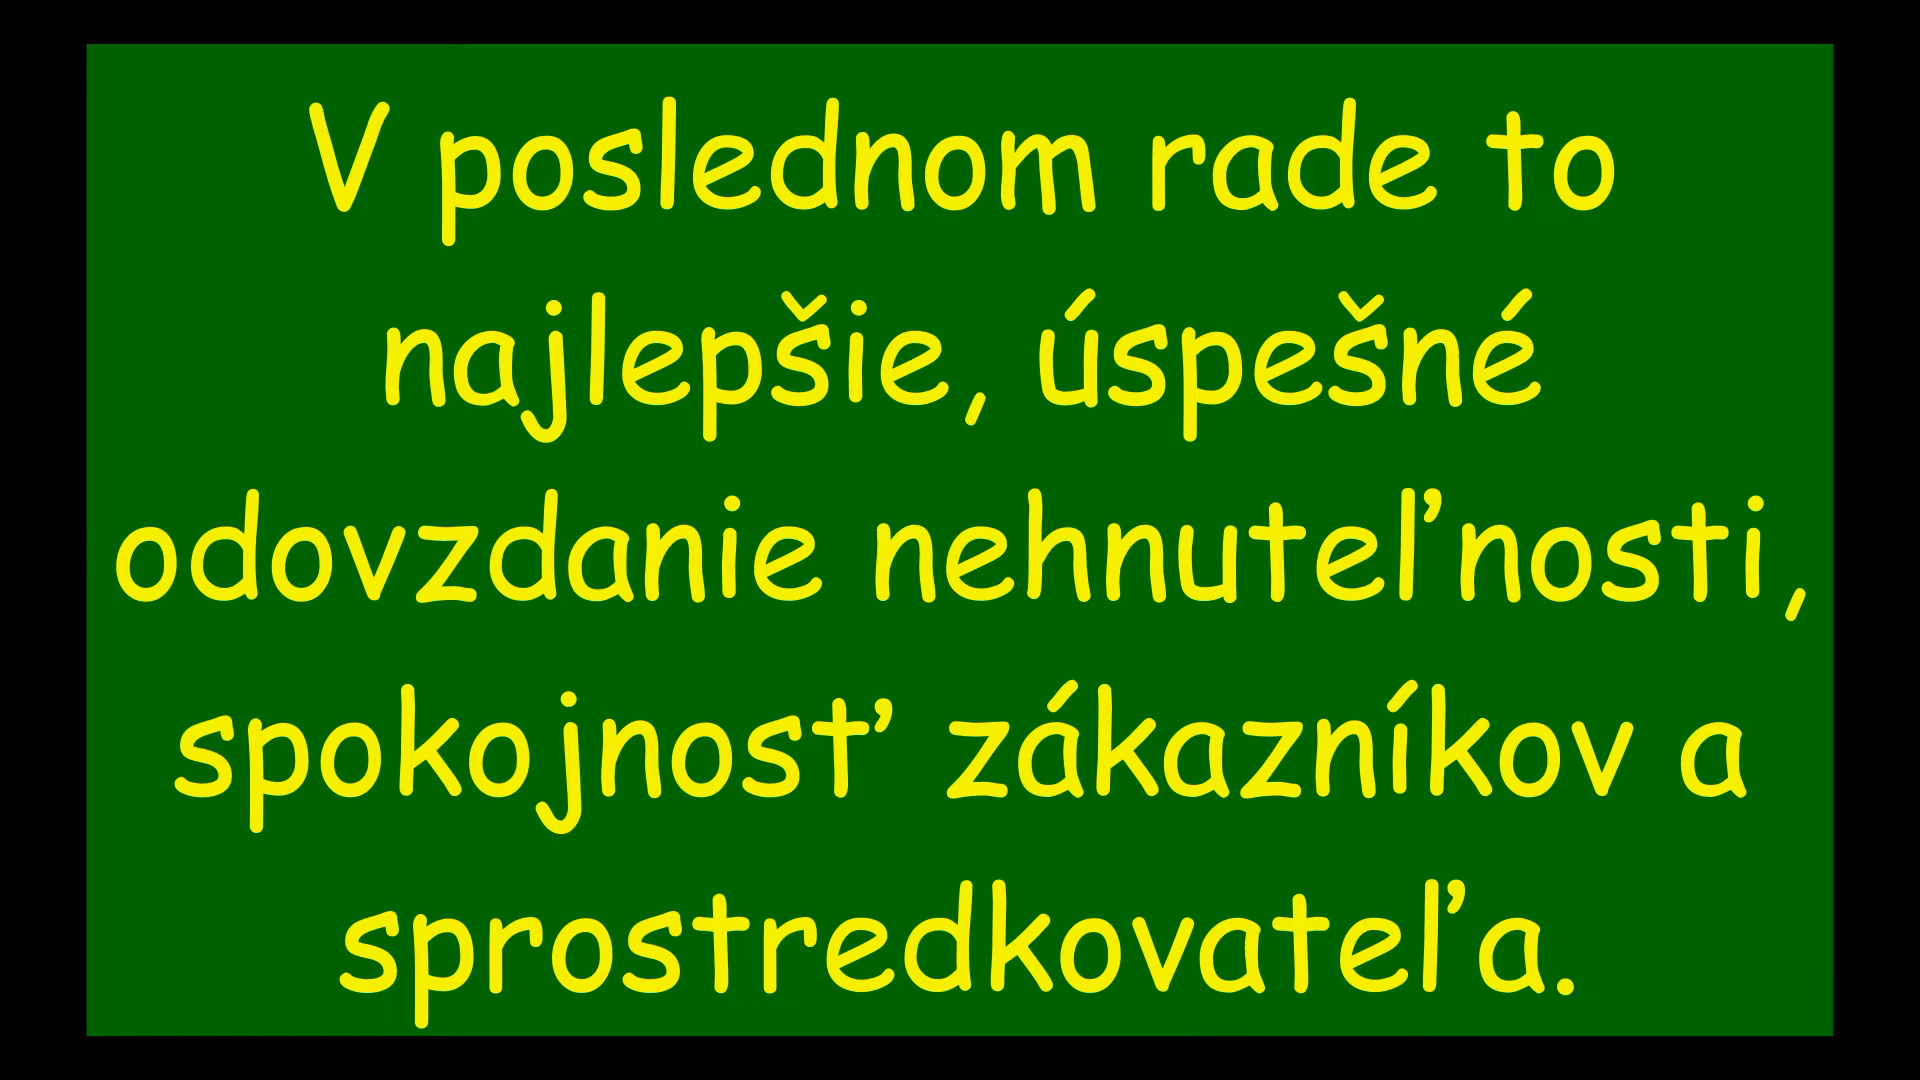 V poslednom rade to
najlepšie, úspešné
odovzdanie nehnuteľnosti,
spokojnosť zákazníkov a
sprostredkovateľa.